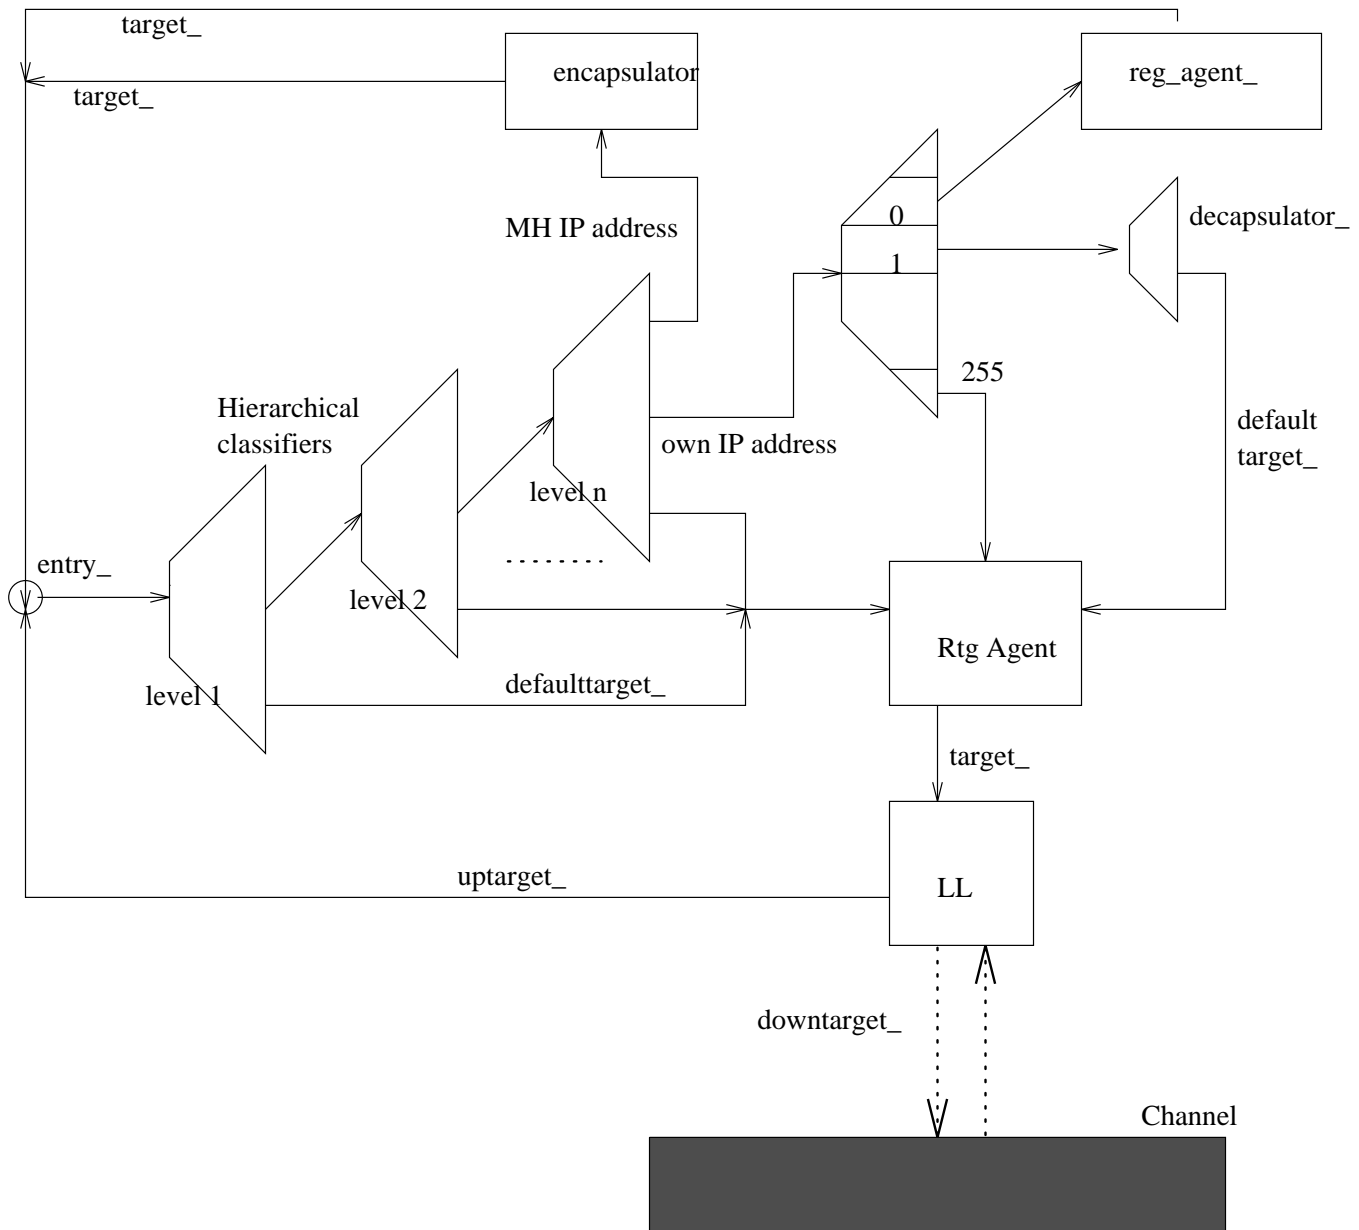 target_
encapsulator
reg_agent_
target_
0
decapsulator_
MH IP address
1
255
Hierarchical
classifiers
default
target_
own IP address
level n
entry_
level 2
Rtg Agent
level 1
defaulttarget_
target_
uptarget_
LL
downtarget_
Channel